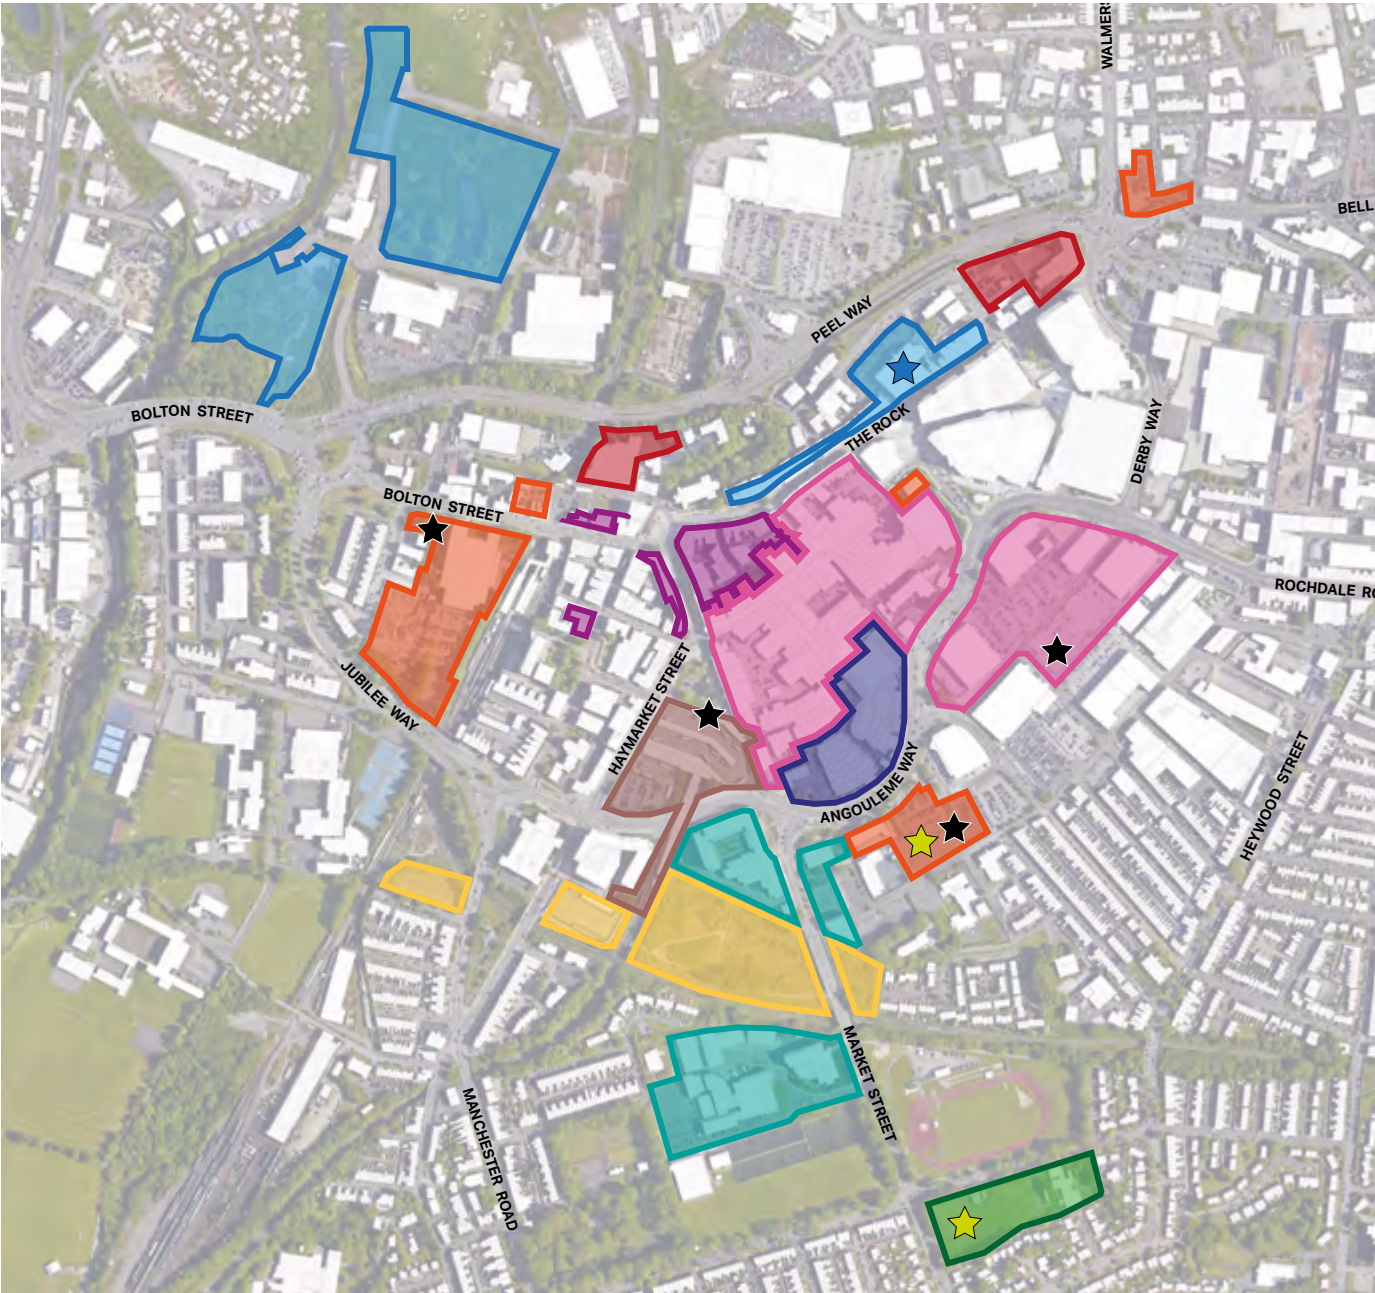 WALMERS
BELL
PEEL WAY
BOLTON STREET
THE ROCK
DERBY WAY
BOLTON STREET
ROCHDALE RO
HAYMARKET STREET
JUBILEE WAY
ANGOULEME WAY
HEYWOOD STREET
MARKET STREET
MANCHESTER ROAD